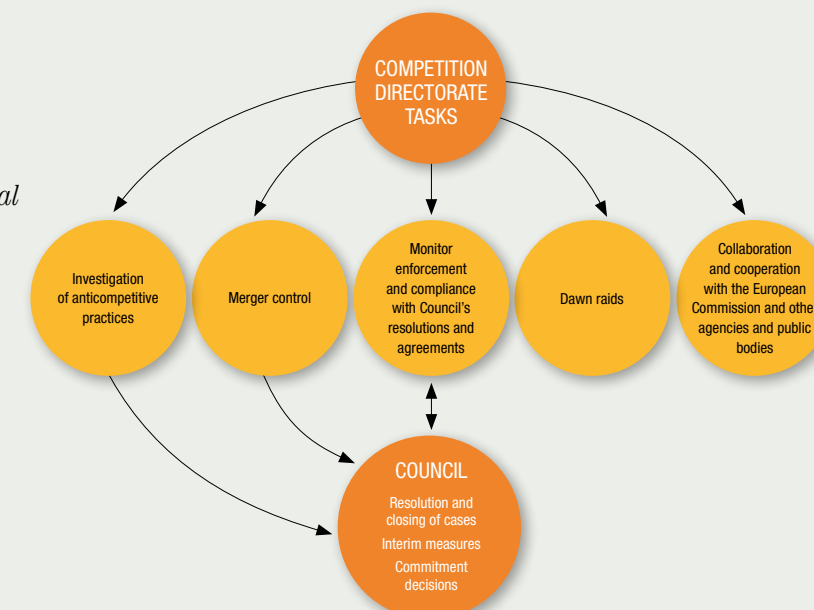 COMPETITION
DIRECTORATE
TASKS
al
Investigation
of anticompetitive
practices
Merger control
Monitor
enforcement
and compliance
with Council's
resolutions and
agreements
Dawn raids
Collaboration
and cooperation
with the European
Commission and othe
agencies and public
bodies
COUNCIL
Resolution and
closing of cases
Interim measures
Commitment
decisions